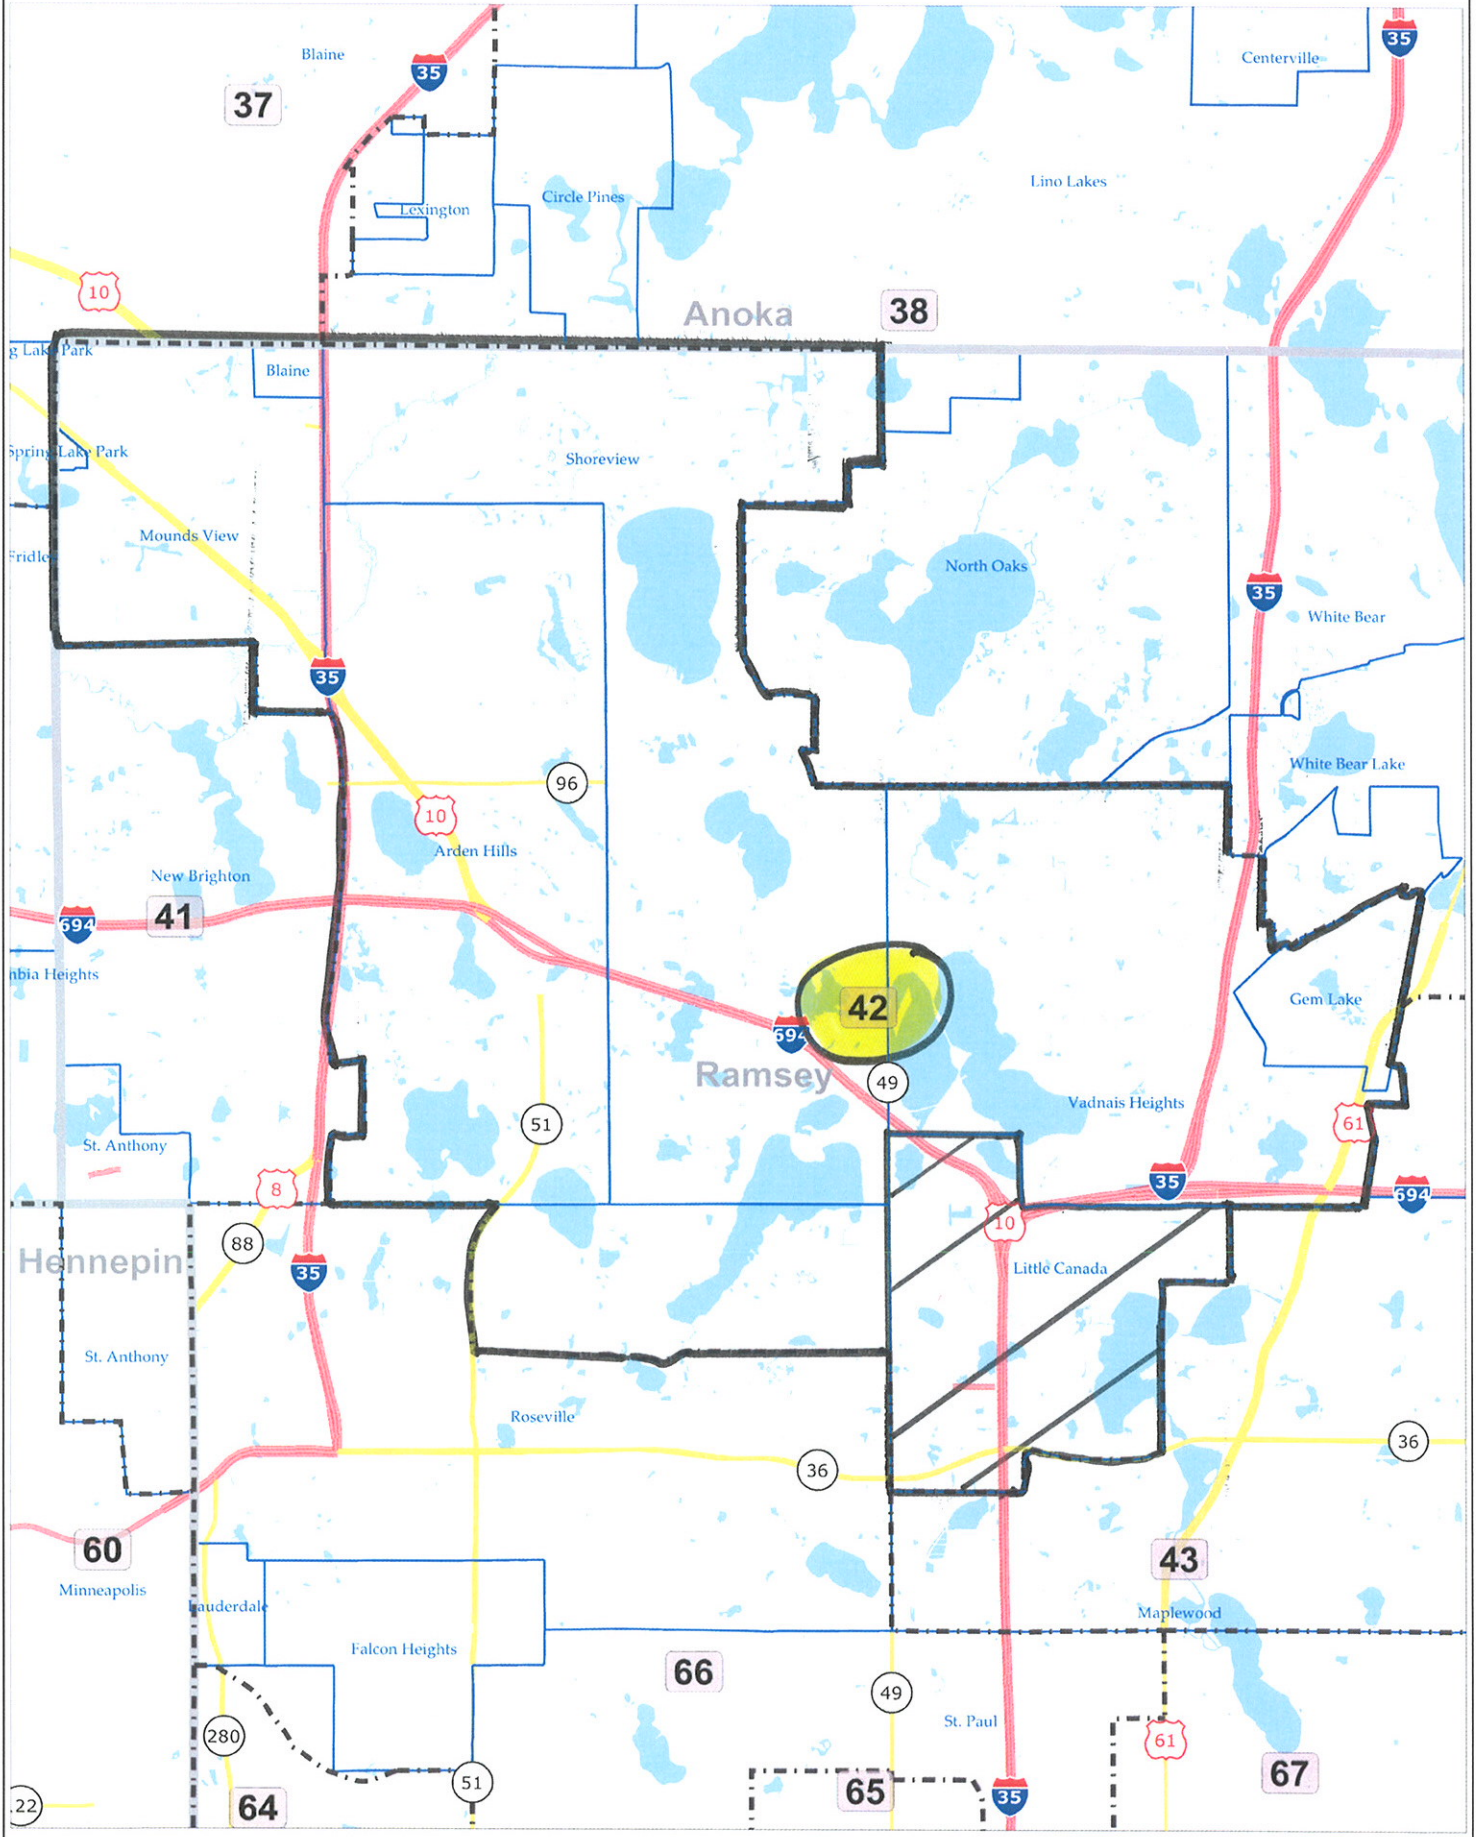 Blaine
35
35
Centerville
37
Lino Lakes
Circle Pines
Lexington
10
Anoka
38
g Lake Park
Blaine
Spring Lake Park
Shoreview
Mounds View
Fridle
North Oaks
35
White Bear
35
White Bear Lake
96
10
Arden Hills
New Brighton
41
694
mbia Heights
42
Gem Lake
694
Ramsey
49
Vadnais Heights
51
61
St. Anthony
35
8
694
10
88
Hennepin
Little Canada
35
St. Anthony
Roseville
36
36
60
43
Minneapolis
Lauderdale
Maplewood
Falcon Heights
66
49
St. Paul
280
61
51
67
65
35
22
64